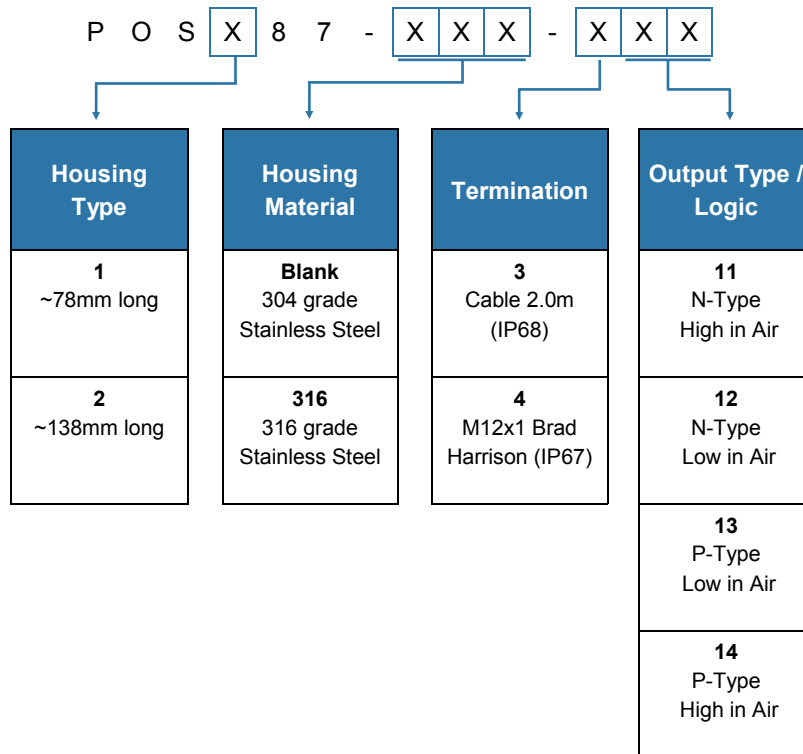 P O S X 8 7 - X X X - X X X
Housing
Type
1
~78mm long
2
~138mm long
Housing
Material
Blank
304 grade
Stainless Steel
316
316 grade
Stainless Steel
Termination
3
Cable 2.0m
(IP68)
4
M12x1 Brad
Harrison (IP67)
Output Type /
Logic
11
N-Type
High in Air
12
N-Type
Low in Air
13
P-Type
Low in Air
14
P-Type
High in Air